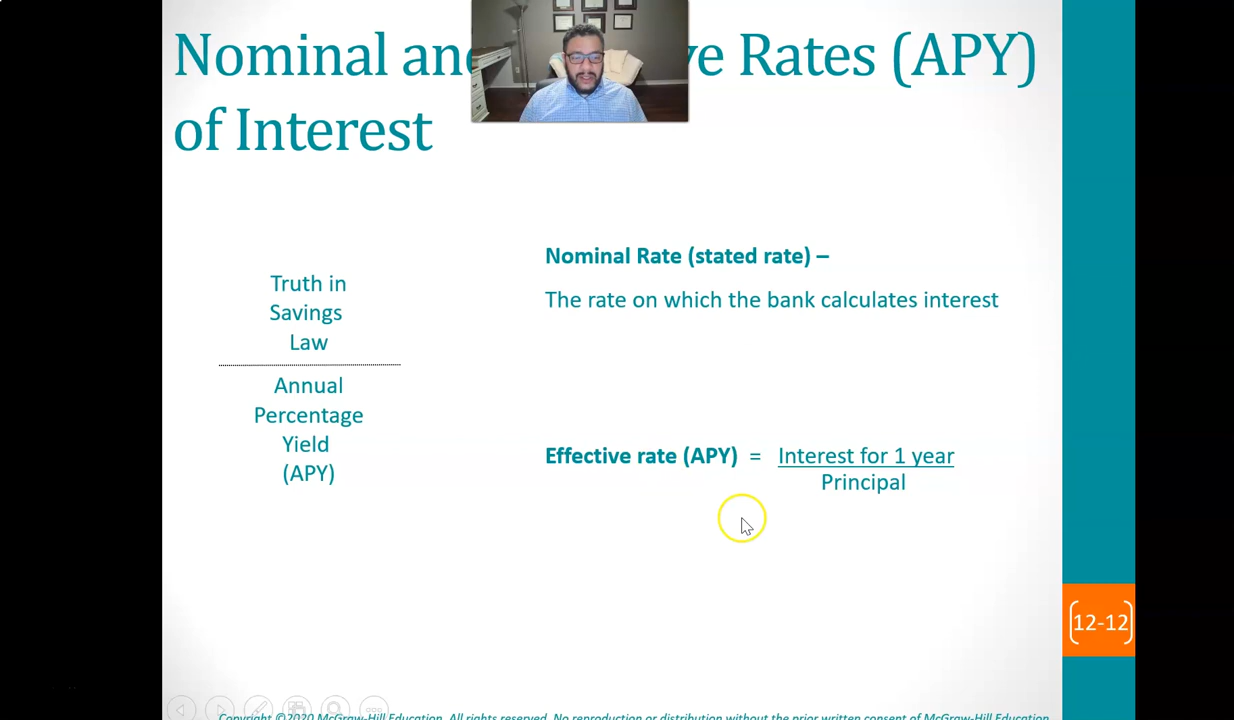 Nominal and ve Rates (APY)
of Interest
Truth in
Savings
Law
Annual
Percentage
Yield
(APY)
Nominal Rate (stated rate) –
The rate on which the bank calculates interest
Effective rate (APY) = Interest for 1 year
Principal
12-12
Copyright ©2020 McGraw-Hill Education. All rights reserved. No reproduction or distribution without the prior written consent of McGraw-Hill Education